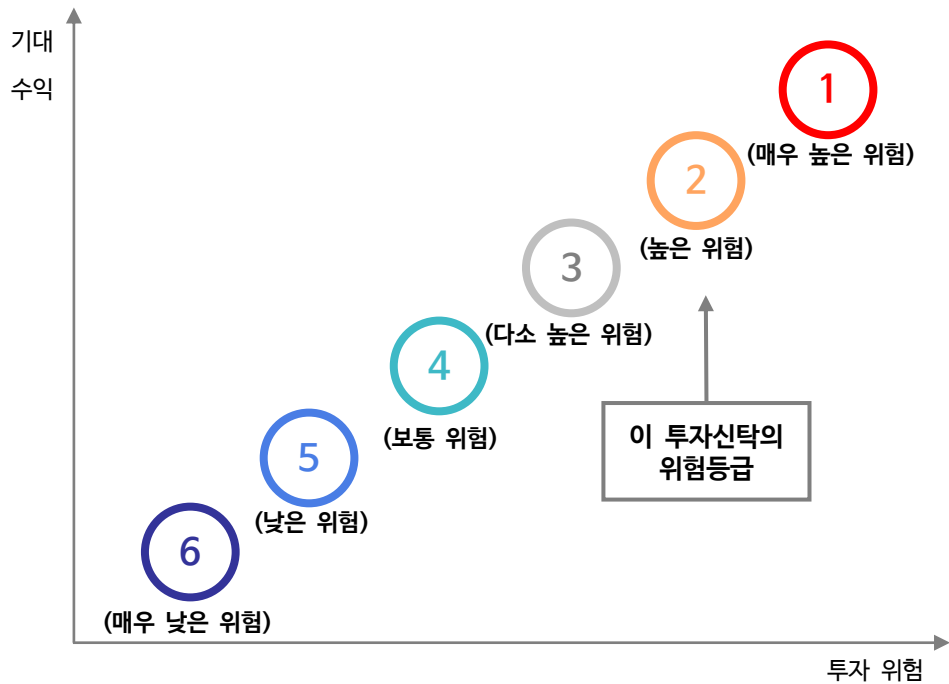 기대
수익
1
(매우 높은 위험)
2
(높은 위험)
3
(다소 높은 위험)
4
(보통 위험)
이 투자신탁의
위험등급
5
(낮은 위험)
6
(매우 낮은 위험)
투자 위험